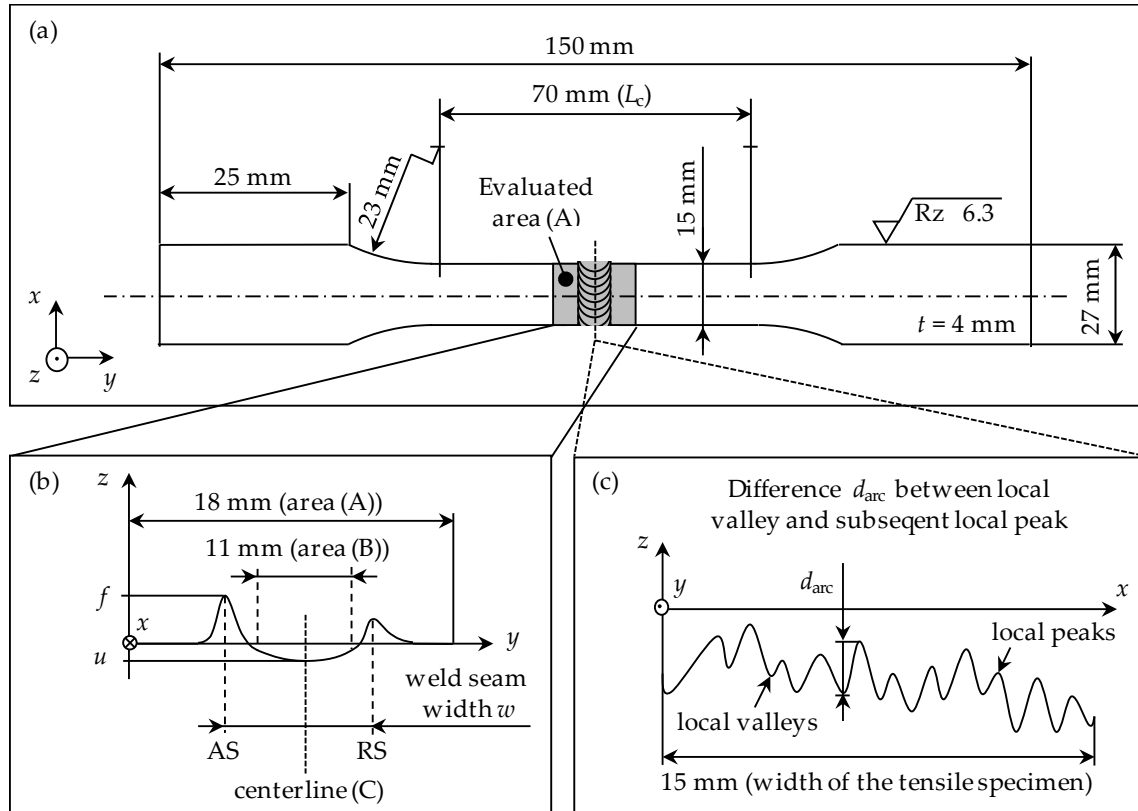 (a)
150 mm
70 mm (Lc)
25 mm
23 mm
Evaluated
area (A)
15 mm
Rz 6.3
27 mm
t = 4 mm
x
z
y
(b)
z
18 mm (area (A))
11 mm (area (B))
f
x
u
y
weld seam
width w
AS
RS
centerline (C)
(c)
Difference darc between local
valley and subseqent local peak
z
y
darc
x
local peaks
local valleys
15 mm (width of the tensile specimen)